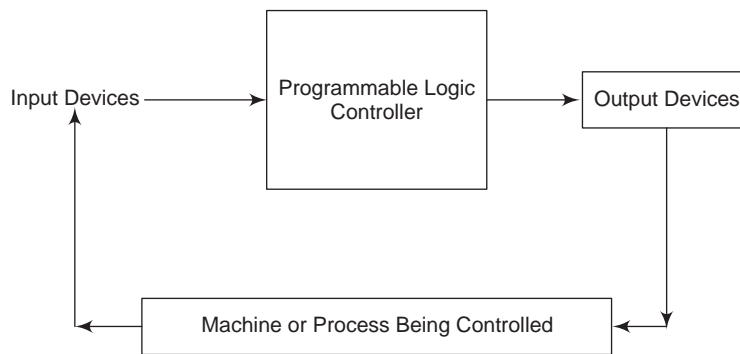 Input Devices
Programmable Logic
Controller
Output Devices
Machine or Process Being Controlled